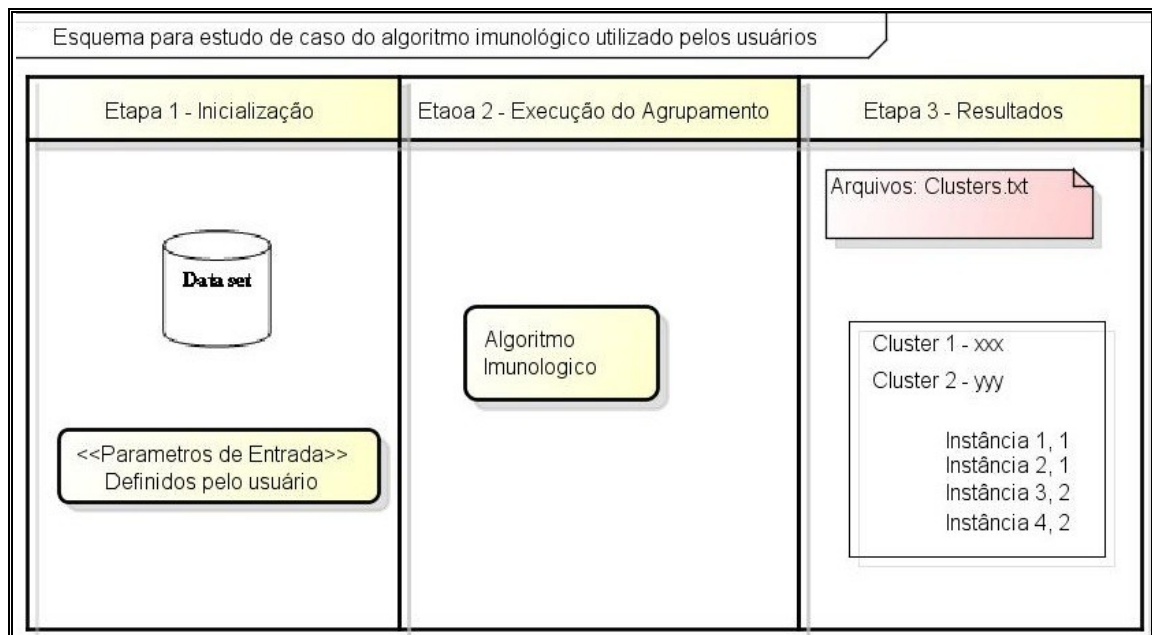 Esquema para estudo de caso do algoritmo imunológico utilizado pelos usuários
Etapa 1 - Inicialização
Etaoa 2 - Execução do Agrupamento
Etapa 3 - Resultados
Data set
<<Parametros de Entrada>>
Definidos pelo usuário
Algoritmo
Imunologico
Arquivos: Clusters.txt
Cluster 1 - xxx
Cluster 2 - yyy
Instância 1, 1
Instância 2, 1
Instância 3, 2
Instância 4, 2